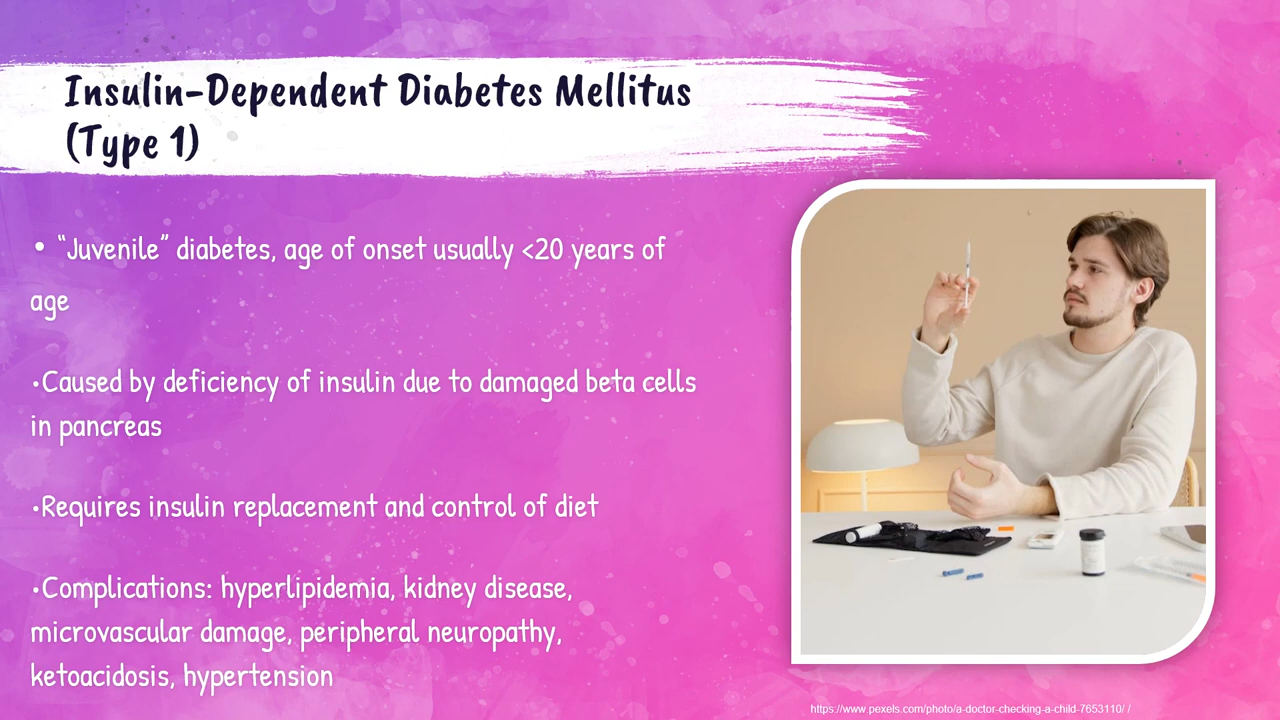 Insulin-Dependent Diabetes Mellitus
(Type 1)
• “Juvenile” diabetes, age of onset usually <20 years of
age
•Caused by deficiency of insulin due to damaged beta cells
in pancreas
•Requires insulin replacement and control of diet
•Complications: hyperlipidemia, kidney disease,
microvascular damage, peripheral neuropathy,
ketoacidosis, hypertension
https://www.pexels.com/photo/a-doctor-checking-a-child-7653110/ /